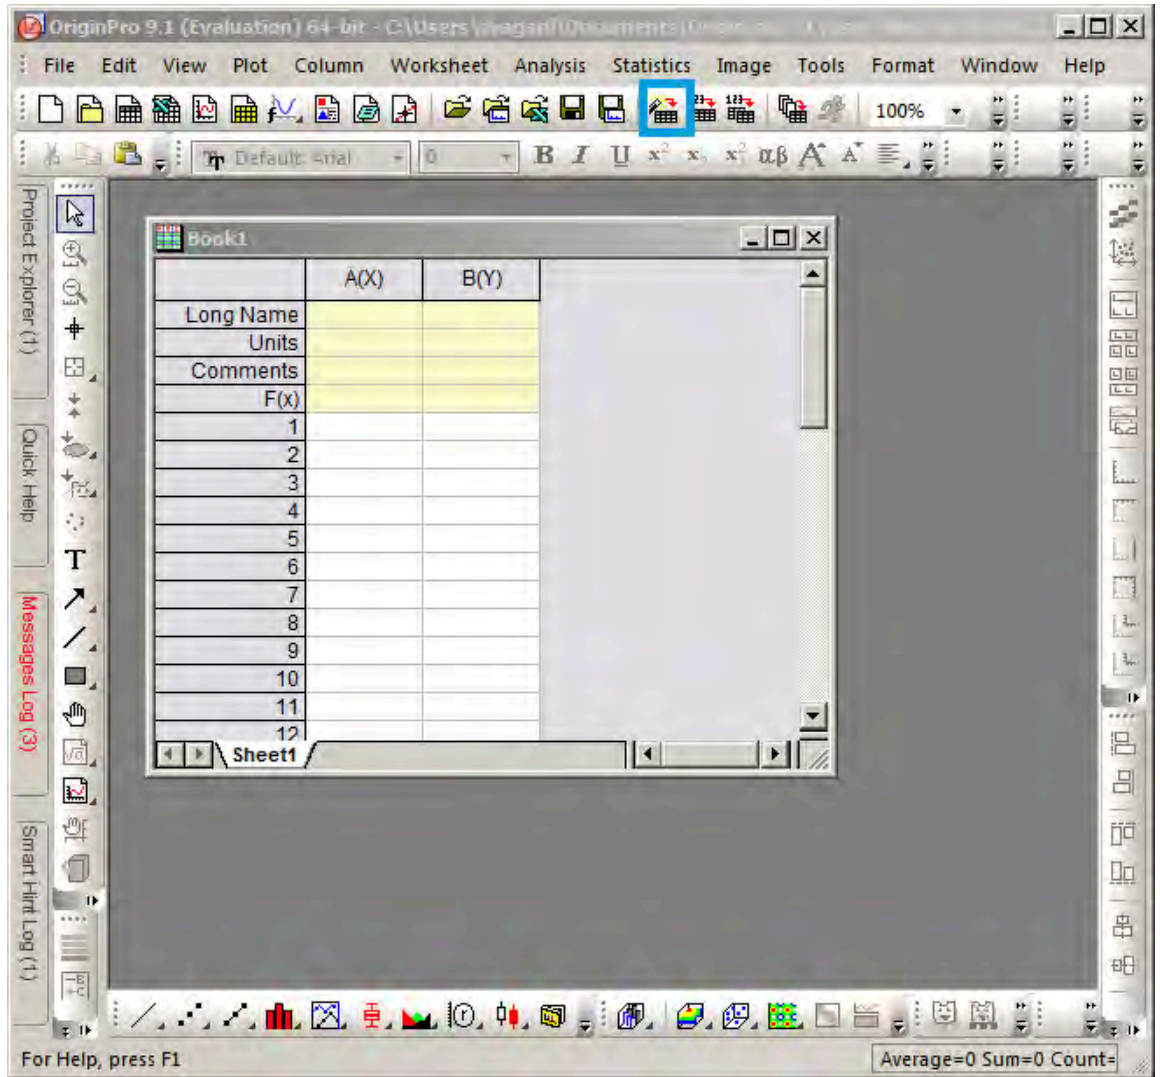 OriginPro 9.1 (Evaluation) 64-bit - C:\Users\
File Edit View Plot Column Worksheet Analysis Statistics Image Tools Format Window Help
100%
Default: Arial 0 B I U x² αβ A A
Project Explorer (1)
Quick Help
Messages Log (3)
Smart Hint Log (1)
T
Book1
A(X) B(Y)
Long Name
Units
Comments
F(x)
1
2
3
4
5
6
7
8
9
10
11
12
Sheet1
For Help, press F1
Average=0 Sum=0 Count=